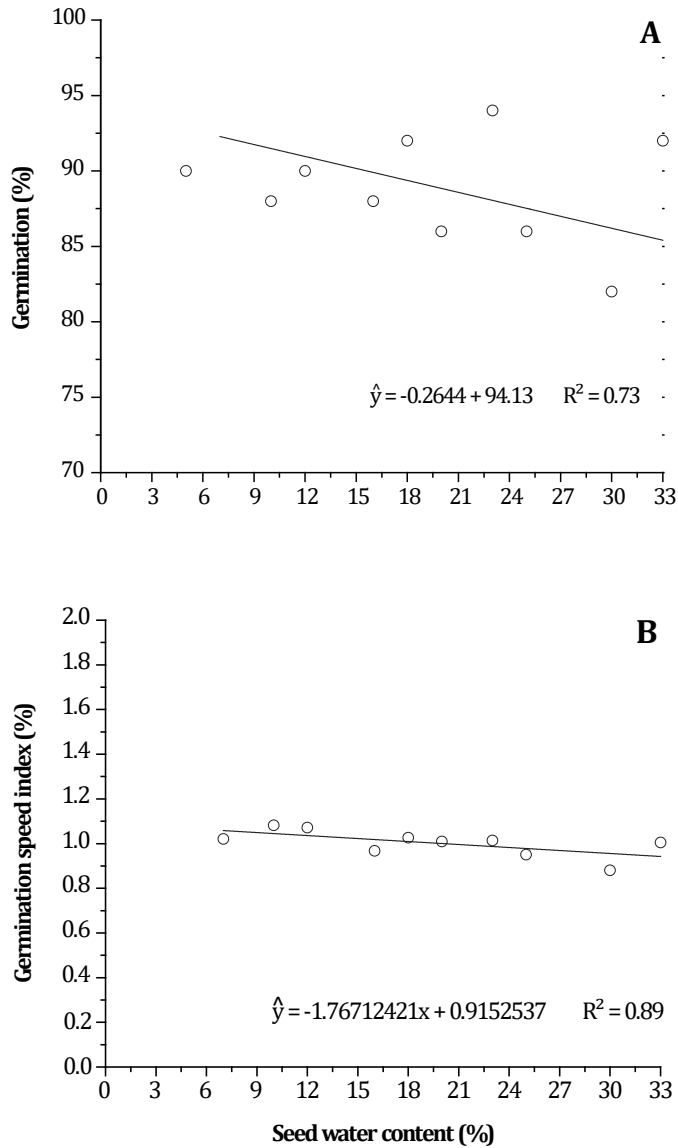 A
100
95
90
85
80
75
70
Germination (%)
ŷ = -0.2644 + 94.13 R² = 0.73
0 3 6 9 12 15 18 21 24 27 30 33
B
2.0
1.8
1.6
1.4
1.2
1.0
0.8
0.6
0.4
0.2
0.0
Germination speed index (%)
ŷ = -1.76712421x + 0.9152537 R² = 0.89
0 3 6 9 12 15 18 21 24 27 30 33
Seed water content (%)